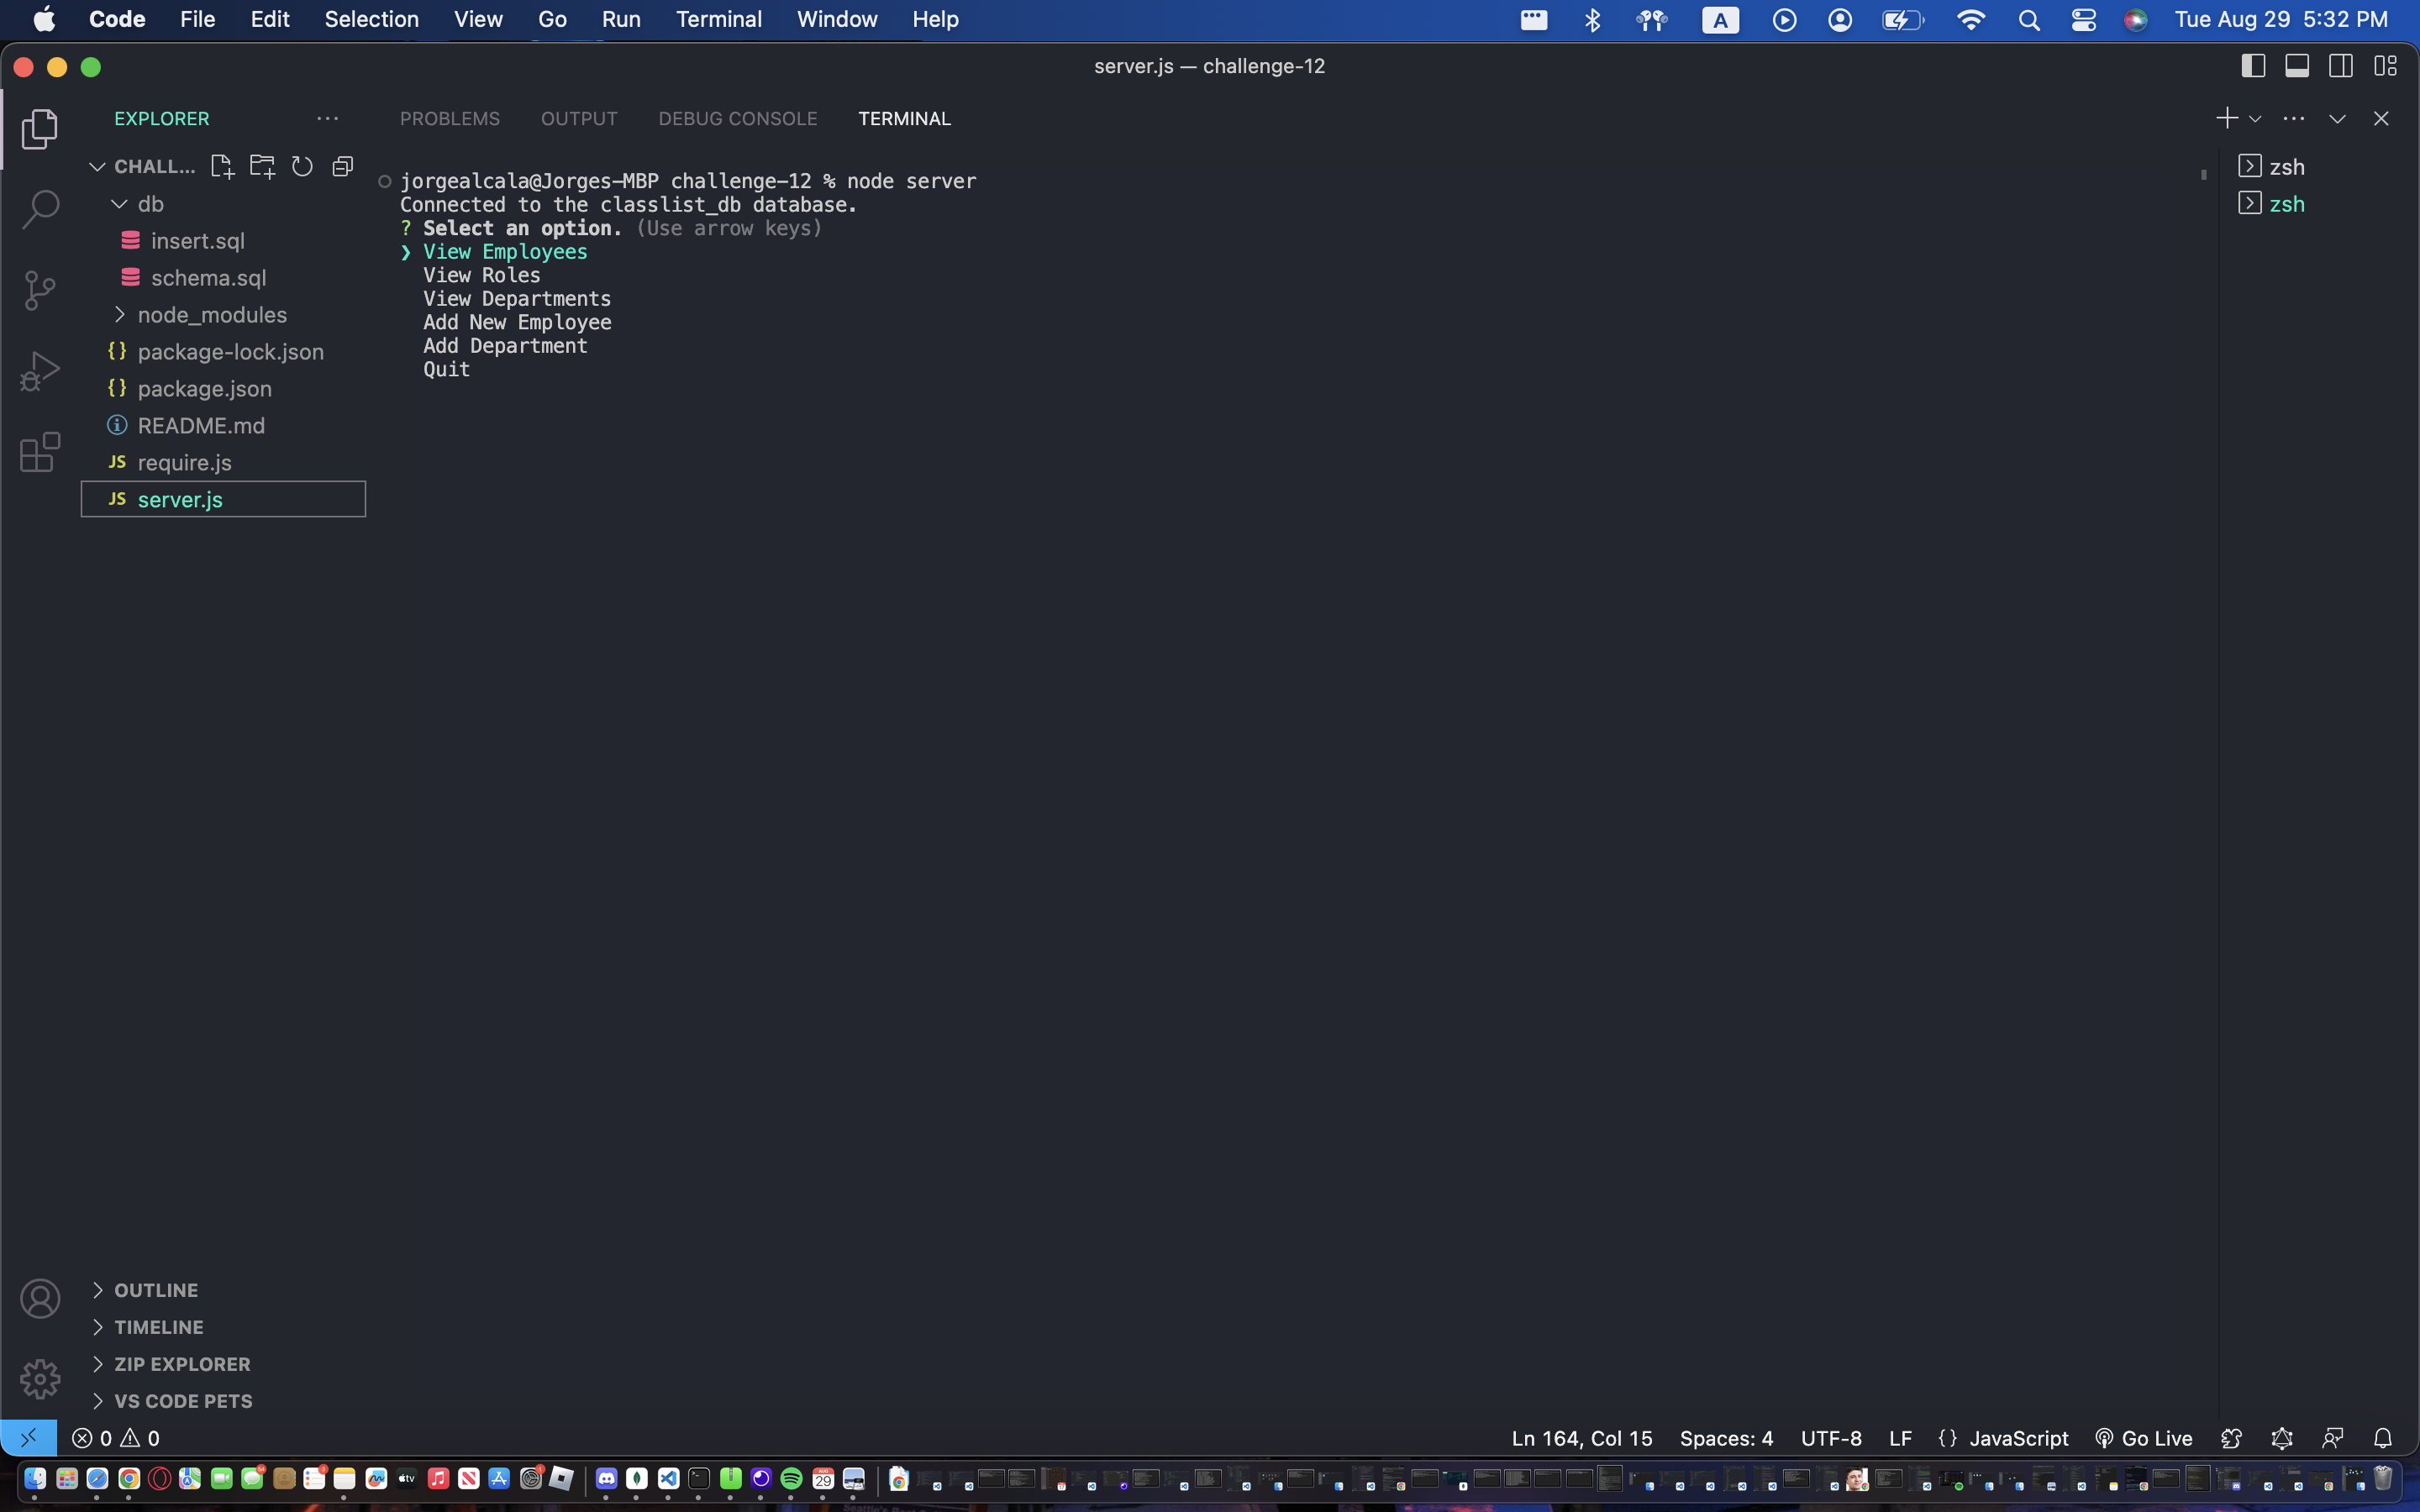 Code File Edit Selection View Go Run Terminal Window Help A Tue Aug 29 5:32 PM
server.js — challenge-12
EXPLORER ··· PROBLEMS OUTPUT DEBUG CONSOLE TERMINAL
CHALL...
db
insert.sql
schema.sql
node_modules
{} package-lock.json
{} package.json
README.md
JS require.js
JS server.js
jorgealcala@Jorges-MBP challenge-12 % node server
Connected to the classlist_db database.
? Select an option. (Use arrow keys)
❯ View Employees
View Roles
View Departments
Add New Employee
Add Department
Quit
zsh
zsh
OUTLINE
TIMELINE
ZIP EXPLORER
VS CODE PETS
0 0 Ln 164, Col 15 Spaces: 4 UTF-8 LF {} JavaScript Go Live
tv 29